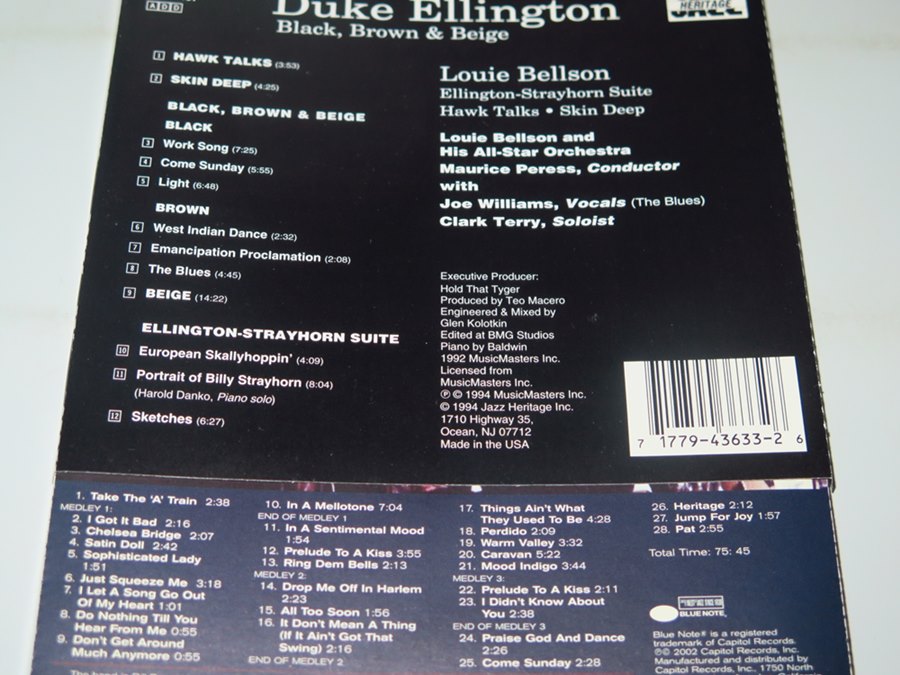 ADD
Duke Ellington
Black, Brown & Beige
HERITAGE
JAZZ
1 HAWK TALKS (3:53)
2 SKIN DEEP (4:25)
BLACK, BROWN & BEIGE
BLACK
3 Work Song (7:25)
4 Come Sunday (5:55)
5 Light (6:48)
BROWN
6 West Indian Dance (2:32)
7 Emancipation Proclamation (2:08)
8 The Blues (4:45)
9 BEIGE (14:22)
ELLINGTON-STRAYHORN SUITE
10 European Skallyhoppin' (4:09)
11 Portrait of Billy Strayhorn (8:04)
(Harold Danko, Piano solo)
12 Sketches (6:27)
Louie Bellson
Ellington-Strayhorn Suite
Hawk Talks • Skin Deep
Louie Bellson and
His All-Star Orchestra
Maurice Peress, Conductor
with
Joe Williams, Vocals (The Blues)
Clark Terry, Soloist
Executive Producer:
Hold That Tyger
Produced by Teo Macero
Engineered & Mixed by
Glen Kolotkin
Edited at BMG Studios
Piano by Baldwin
1992 MusicMasters Inc.
Licensed from
MusicMasters Inc.
℗ © 1994 MusicMasters Inc.
© 1994 Jazz Heritage Inc.
1710 Highway 35,
Ocean, NJ 07712
Made in the USA
7 1779-43633-2 6
1. Take The 'A' Train 2:38
MEDLEY 1:
2. I Got It Bad 2:16
3. Chelsea Bridge 2:07
4. Satin Doll 2:42
5. Sophisticated Lady
1:51
6. Just Squeeze Me 3:18
7. I Let A Song Go Out
Of My Heart 1:01
8. Do Nothing Till You
Hear From Me 0:55
9. Don't Get Around
Much Anymore 0:55
10. In A Mellotone 7:04
END OF MEDLEY 1
11. In A Sentimental Mood
1:54
12. Prelude To A Kiss 3:55
13. Ring Dem Bells 2:13
MEDLEY 2:
14. Drop Me Off In Harlem
2:23
15. All Too Soon 1:56
16. It Don't Mean A Thing
(If It Ain't Got That
Swing) 2:16
END OF MEDLEY 2
17. Things Ain't What
They Used To Be 4:28
18. Perdido 2:09
19. Warm Valley 3:32
20. Caravan 5:22
21. Mood Indigo 3:44
MEDLEY 3:
22. Prelude To A Kiss 2:11
23. I Didn't Know About
You 2:38
END OF MEDLEY 3
24. Praise God And Dance
2:26
25. Come Sunday 2:28
26. Heritage 2:12
27. Jump For Joy 1:57
28. Pat 2:55
Total Time: 75: 45
BLUE NOTE
Blue Note® is a registered
trademark of Capitol Records.
℗© 2002 Capitol Records, Inc.
Manufactured and distributed by
Capitol Records, Inc., 1750 North